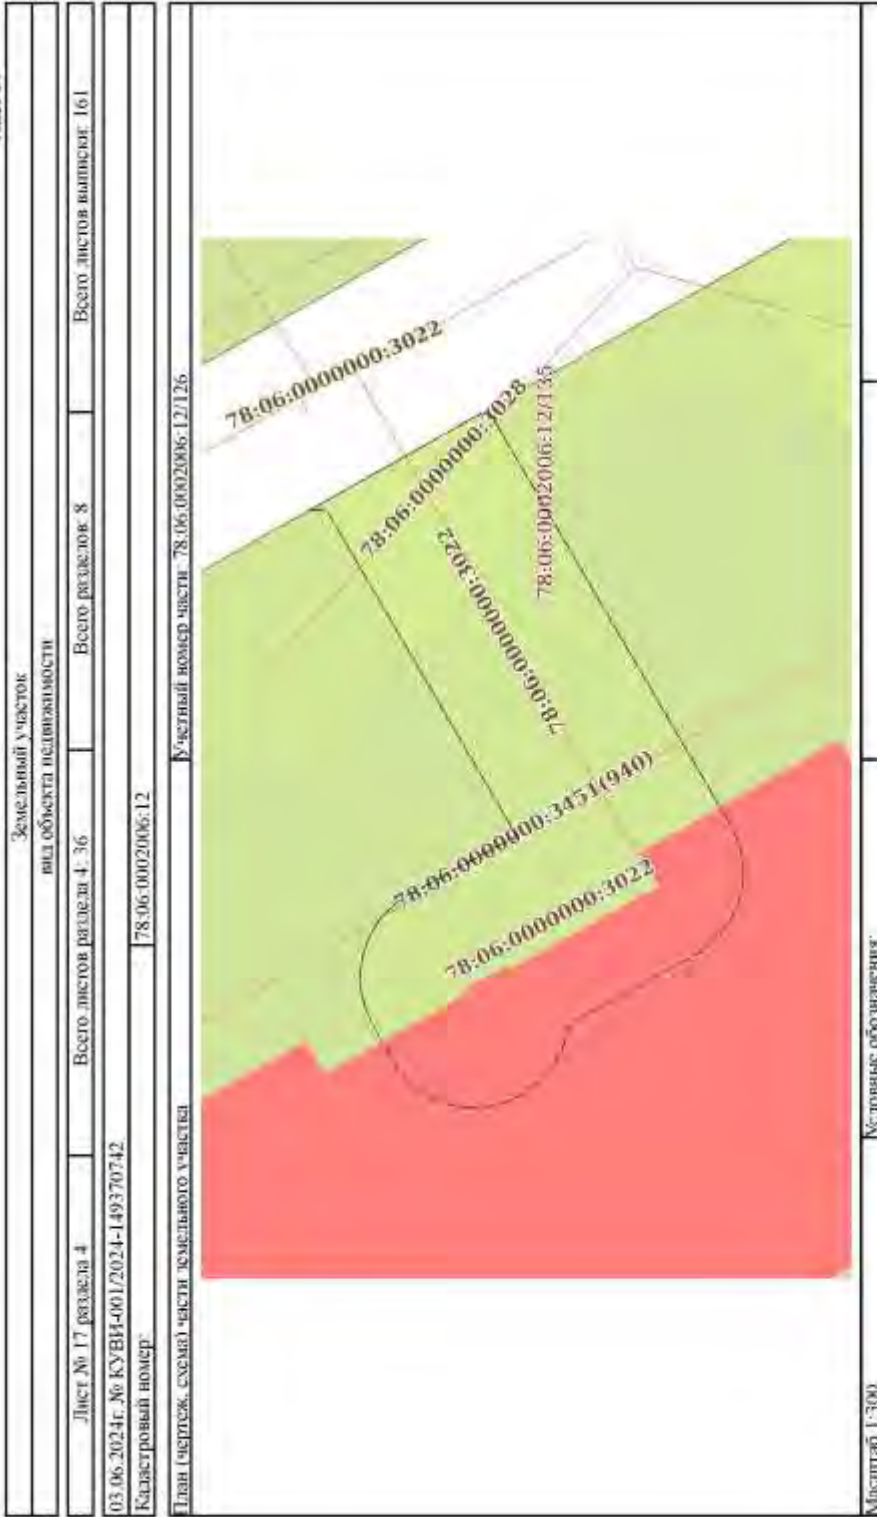 Земельный участок
вид объекта недвижимости
Лист № 17 раздела 4 Всего листов раздела 4: 36 Всего разделов: 8 Всего листов выписки: 161
03.06.2024г. № КУВИ-001/2024-149370742
Кадастровый номер: 78:06:0002006:12
План (чертеж, схема) части земельного участка Учетный номер части: 78:06:0002006:12/126
78:06:0000000:3022
78:06:0000000:3028
78:06:0002006:12/135
78:06:0000000:3022
78:06:0000000:3451(940)
78:06:0000000:3022
Масштаб 1:300 Условные обозначения: